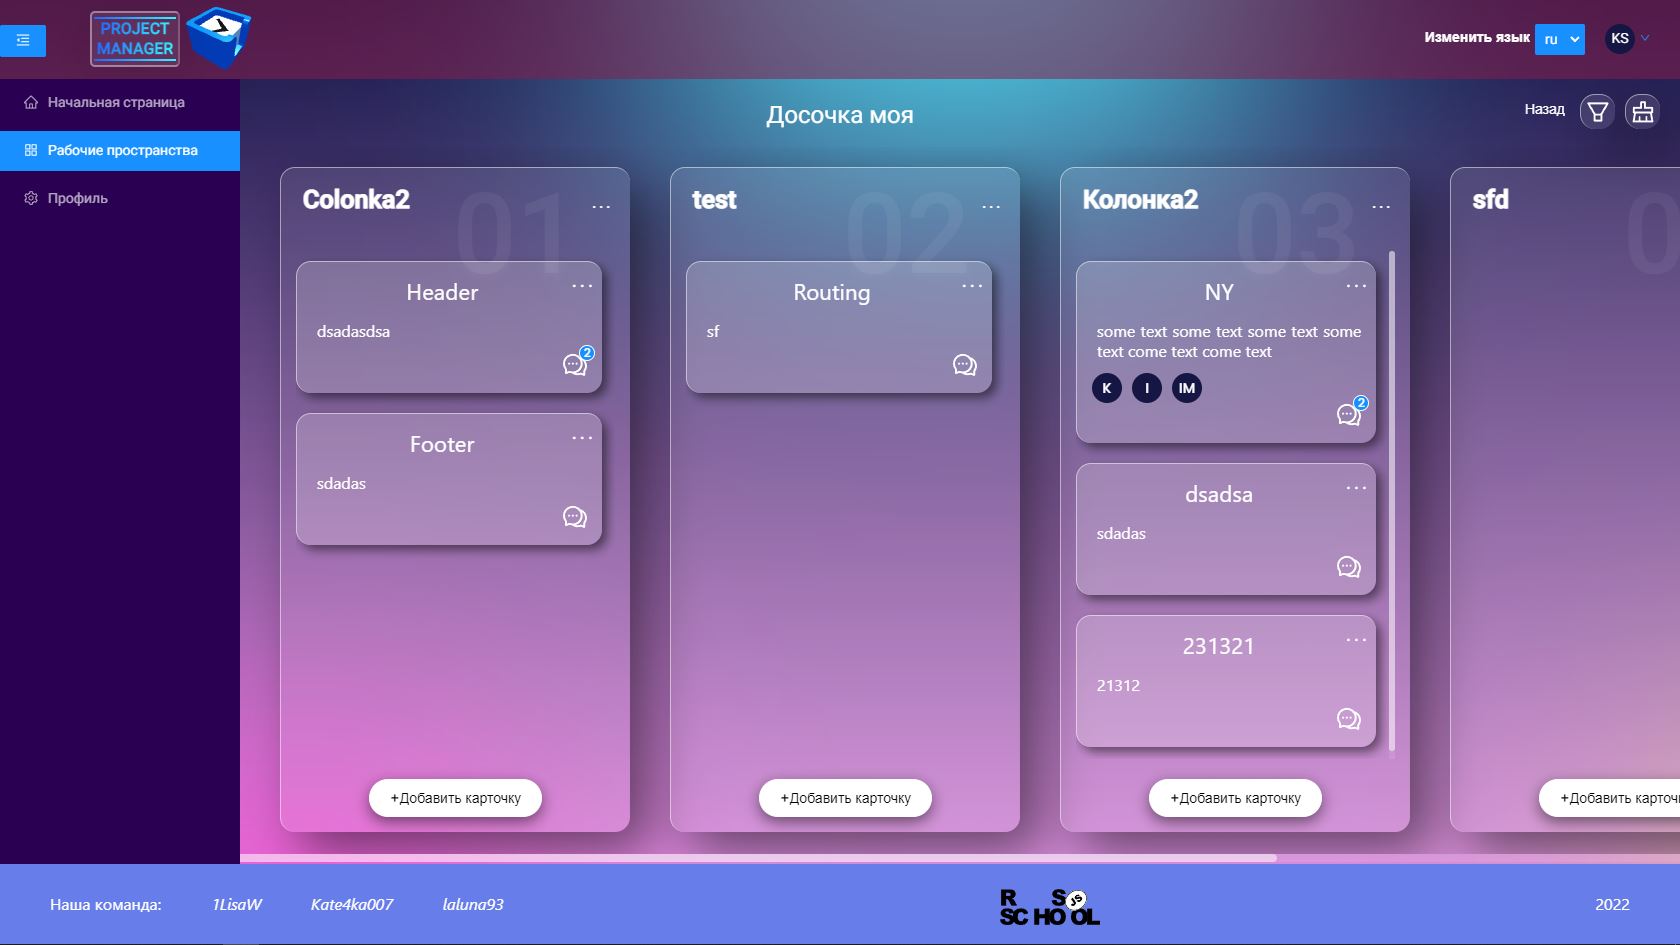 PROJECT
MANAGER
Изменить язык
ru
KS
Начальная страница
Рабочие пространства
Профиль
Досочка моя
Назад
Colonka2
01
Header
dsadasdsa
2
Footer
sdadas
+Добавить карточку
test
02
Routing
sf
+Добавить карточку
Колонка2
03
NY
some text some text some text some
text come text come text
K
I
IM
2
dsadsa
sdadas
231321
21312
+Добавить карточку
sfd
0
Наша команда:
1LisaW
Kate4ka007
laluna93
R S JS
SCHOOL
2022